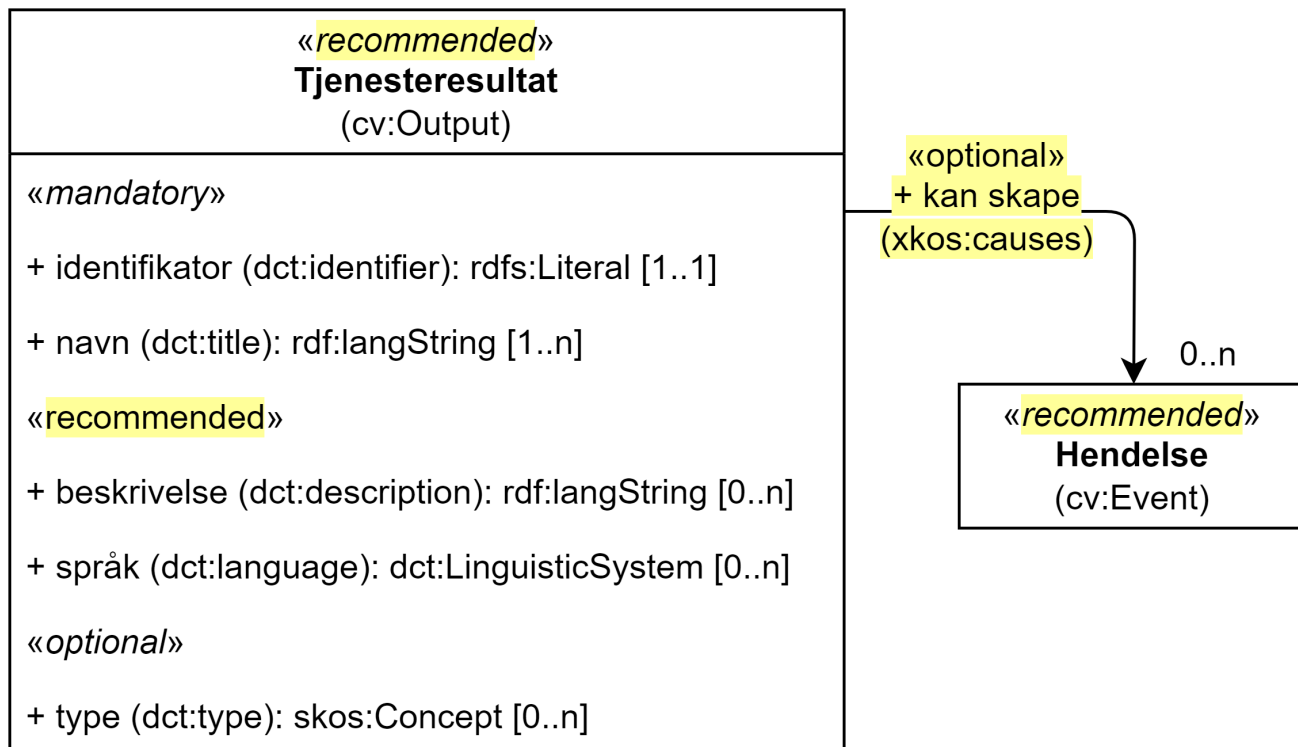 «recommended»
Tjenesteresultat
(cv:Output)
«mandatory»
+ identifikator (dct:identifier): rdfs:Literal [1..1]
+ navn (dct:title): rdf:langString [1..n]
«recommended»
+ beskrivelse (dct:description): rdf:langString [0..n]
+ språk (dct:language): dct:LinguisticSystem [0..n]
«optional»
+ type (dct:type): skos:Concept [0..n]
«optional»
+ kan skape
(xkos:causes)
0..n
«recommended»
Hendelse
(cv:Event)